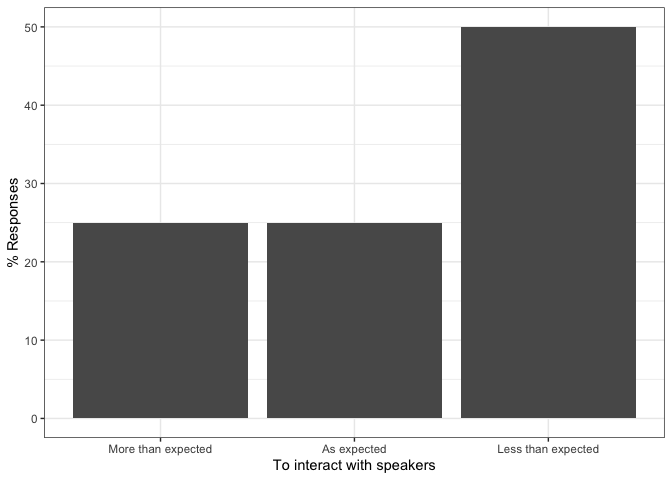 50
40
30
20
10
0
% Responses
More than expected As expected Less than expected
To interact with speakers